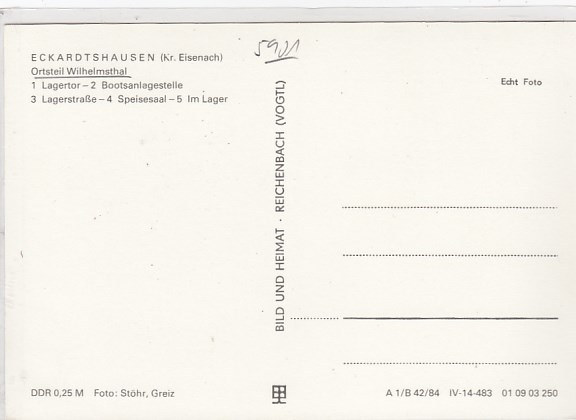 ECKARDTSHAUSEN (Kr. Eisenach)
Ortsteil Wilhelmsthal
1 Lagertor – 2 Bootsanlagestelle
3 Lagerstraße – 4 Speisesaal – 5 Im Lager
5901
Echt Foto
BILD UND HEIMAT · REICHENBACH (VOGTL)
DDR 0,25 M Foto: Stöhr, Greiz
A 1/B 42/84 IV-14-483 01 09 03 250